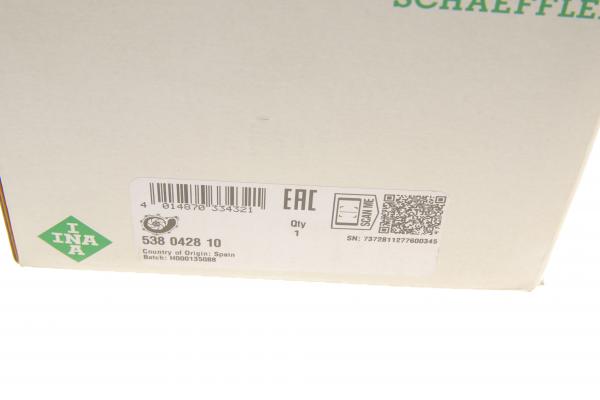 SCHAEFFLER
4 014870 334321
EAC
SCAN ME
Qty
1
538 0428 10
SN: 7372811277600345
Country of Origin: Spain
Batch: H000135088
INA
INA